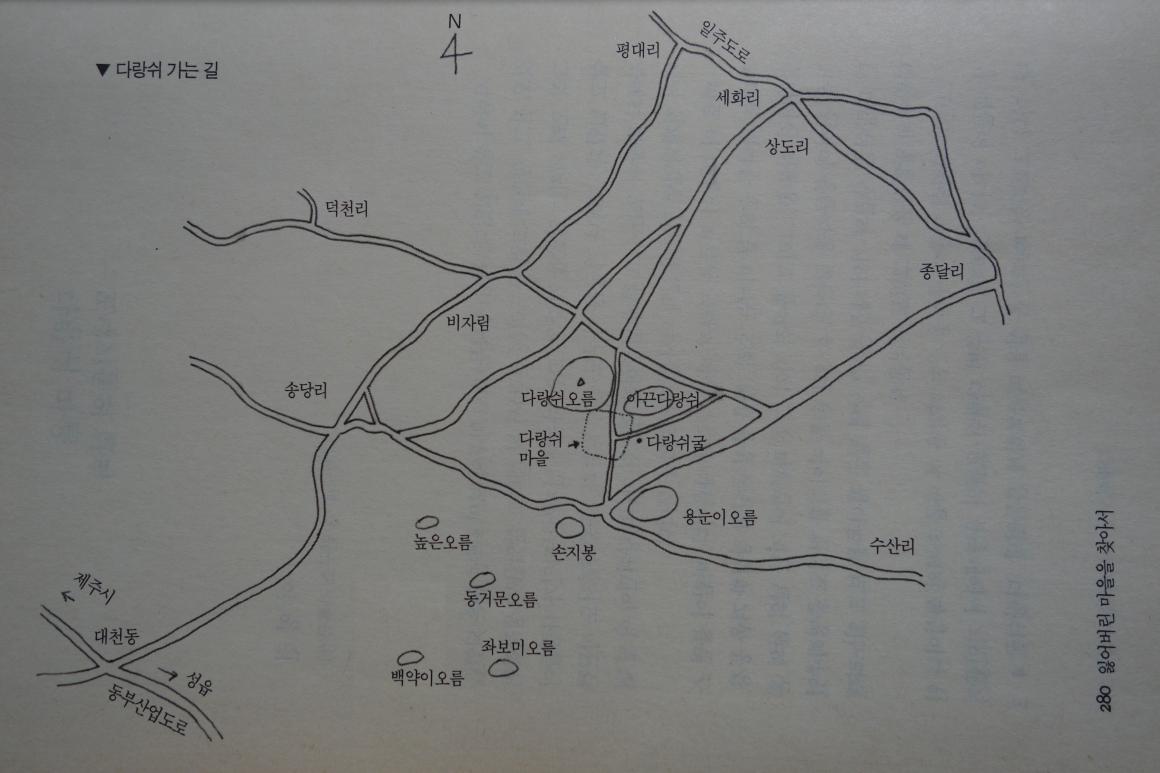 N
▼ 다랑쉬 가는 길
일주도로
평대리
세화리
상도리
덕천리
종달리
비자림
송당리
다랑쉬오름
아끈다랑쉬
다랑쉬
마을
다랑쉬굴
용눈이오름
높은오름
손지봉
수산리
동거문오름
제주시
대천동
좌보미오름
백약이오름
성읍
동부산업도로
280 잃어버린 마을을 찾아서